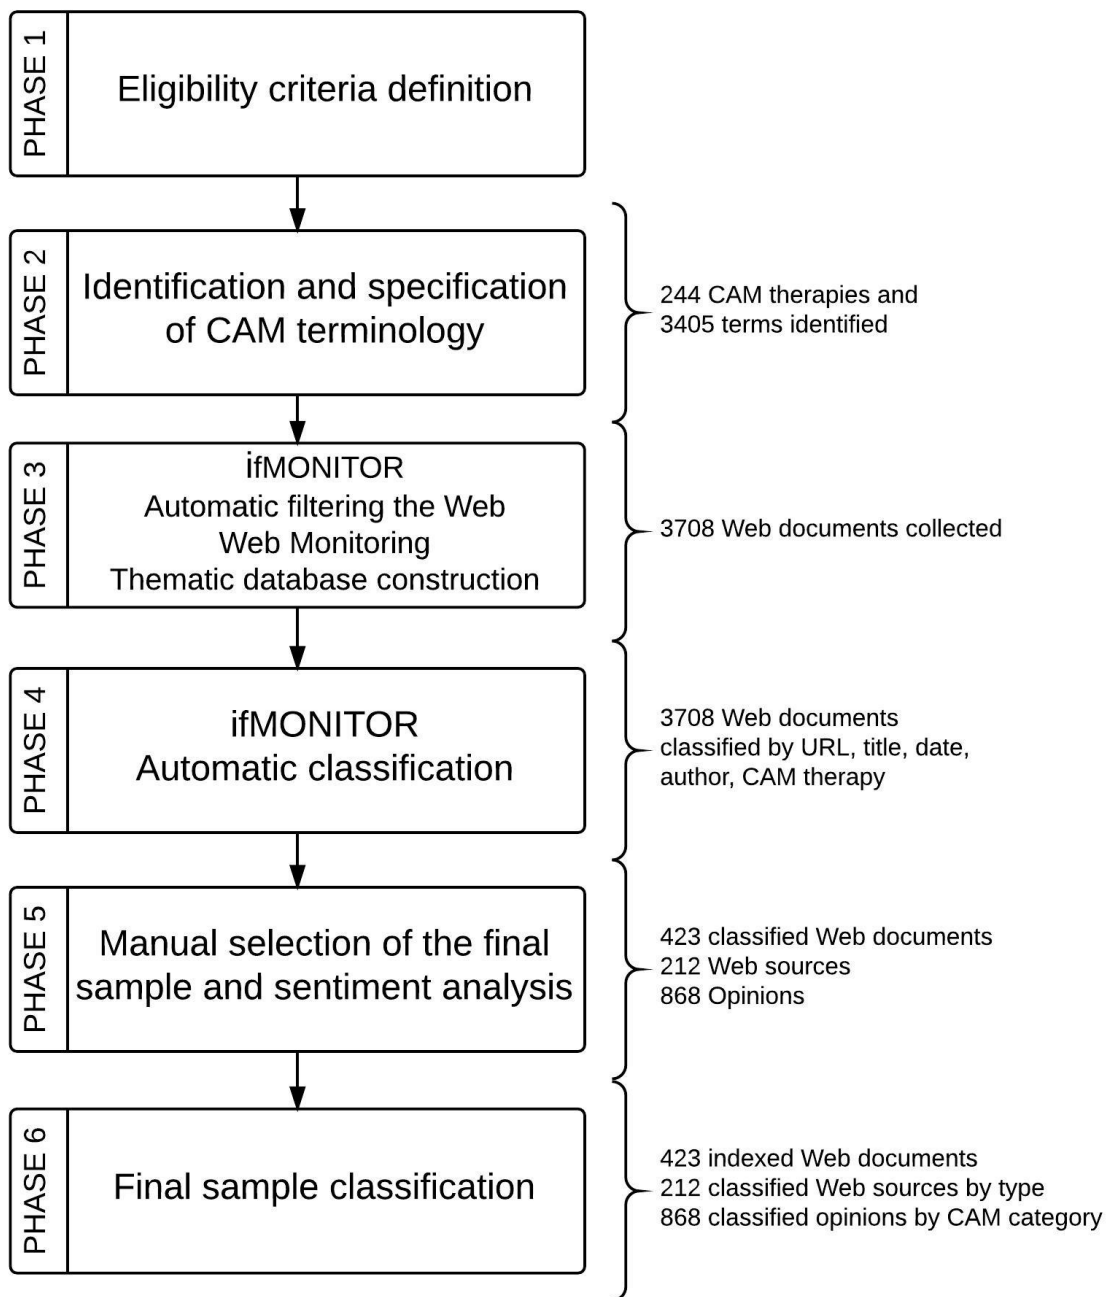 PHASE 1
Eligibility criteria definition
PHASE 2
Identification and specification
of CAM terminology
244 CAM therapies and
3405 terms identified
PHASE 3
ifMONITOR
Automatic filtering the Web
Web Monitoring
Thematic database construction
3708 Web documents collected
PHASE 4
ifMONITOR
Automatic classification
3708 Web documents
classified by URL, title, date,
author, CAM therapy
PHASE 5
Manual selection of the final
sample and sentiment analysis
423 classified Web documents
212 Web sources
868 Opinions
PHASE 6
Final sample classification
423 indexed Web documents
212 classified Web sources by type
868 classified opinions by CAM category